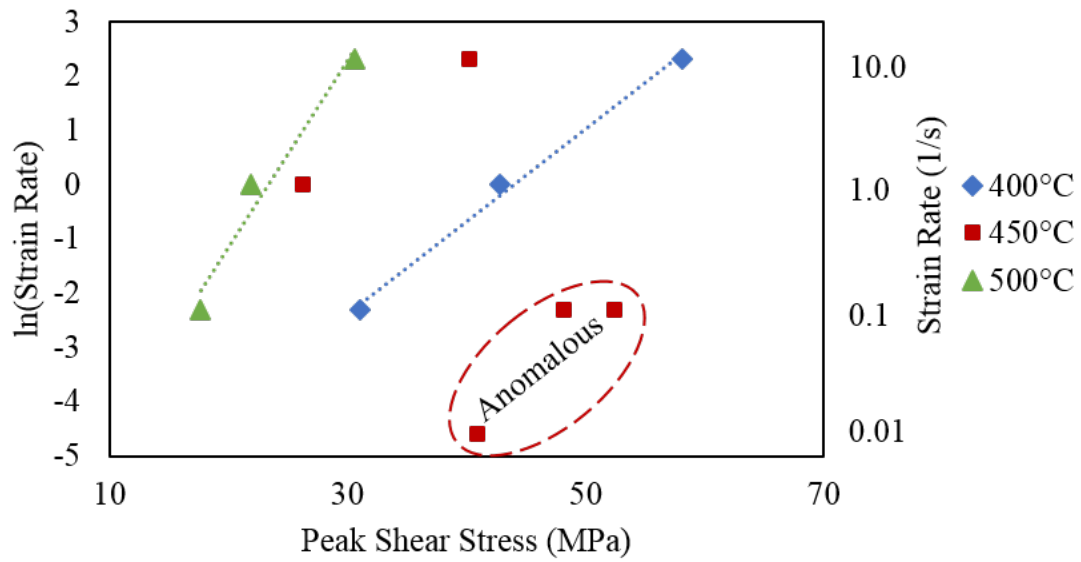 3
2
1
0
-1
-2
-3
-4
-5
ln(Strain Rate)
10
30
50
70
Peak Shear Stress (MPa)
10.0
1.0
0.1
0.01
Strain Rate (1/s)
400°C
450°C
500°C
Anomalous